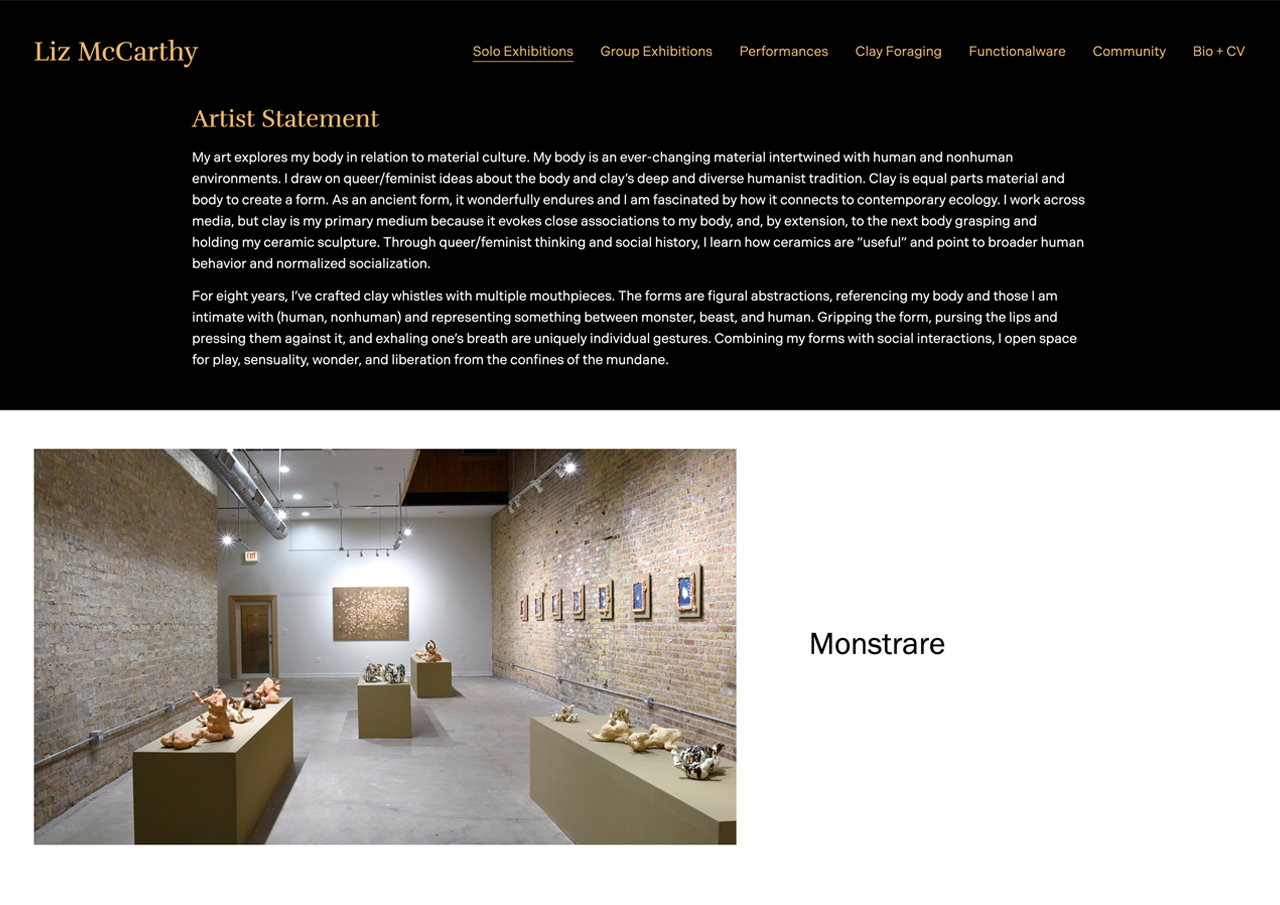 Liz McCarthy
Solo Exhibitions Group Exhibitions Performances Clay Foraging Functionalware Community Bio + CV
Artist Statement
My art explores my body in relation to material culture. My body is an ever-changing material intertwined with human and nonhuman
environments. I draw on queer/feminist ideas about the body and clay’s deep and diverse humanist tradition. Clay is equal parts material and
body to create a form. As an ancient form, it wonderfully endures and I am fascinated by how it connects to contemporary ecology. I work across
media, but clay is my primary medium because it evokes close associations to my body, and, by extension, to the next body grasping and
holding my ceramic sculpture. Through queer/feminist thinking and social history, I learn how ceramics are “useful” and point to broader human
behavior and normalized socialization.
For eight years, I’ve crafted clay whistles with multiple mouthpieces. The forms are figural abstractions, referencing my body and those I am
intimate with (human, nonhuman) and representing something between monster, beast, and human. Gripping the form, pursing the lips and
pressing them against it, and exhaling one’s breath are uniquely individual gestures. Combining my forms with social interactions, I open space
for play, sensuality, wonder, and liberation from the confines of the mundane.
EXIT
Monstrare